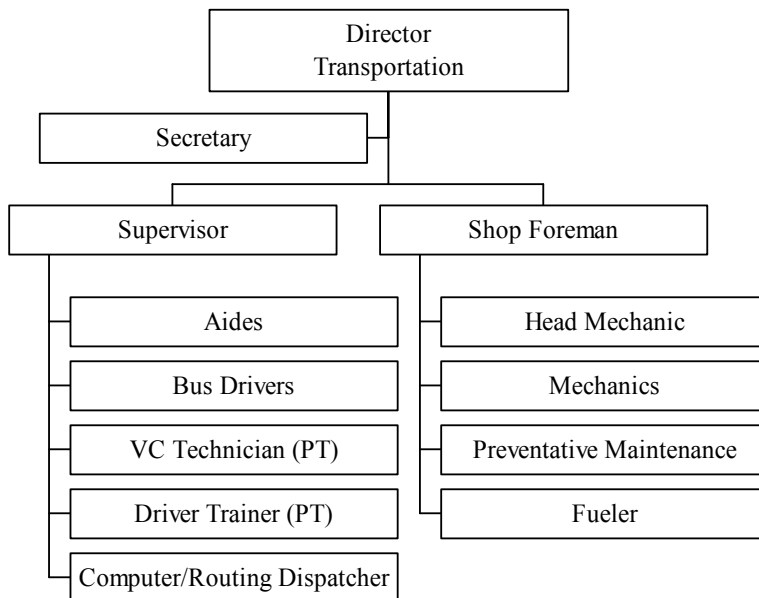 Director
Transportation
Secretary
Supervisor
Shop Foreman
Aides
Head Mechanic
Bus Drivers
Mechanics
VC Technician (PT)
Preventative Maintenance
Driver Trainer (PT)
Fueler
Computer/Routing Dispatcher